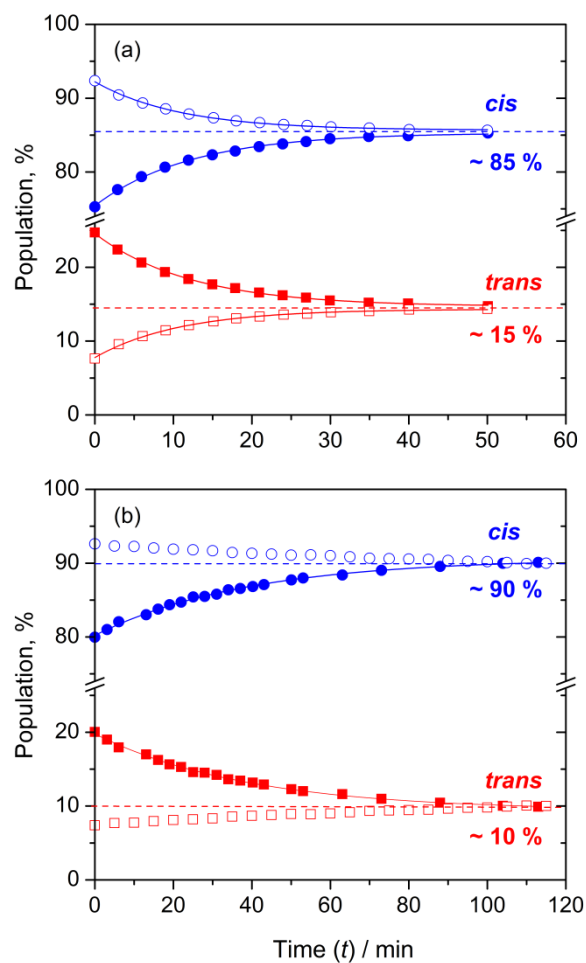 100
(a)
90
cis
80
~ 85 %
20
trans
10
~ 15 %
0
0 10 20 30 40 50 60
Population, %
100
(b)
cis
90
~ 90 %
80
20
trans
10
~ 10 %
0
0 20 40 60 80 100 120
Population, %
Time (t) / min